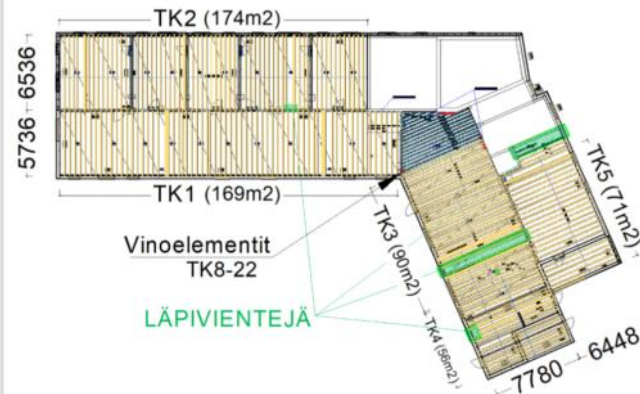 TK2 (174m2)
6536
5736
TK1 (169m2)
TK5 (71m2)
Vinoelementit
TK8-22
TK3 (90m2)
LÄPIVIENTEJÄ
TK4 (56m2)
7780
6448